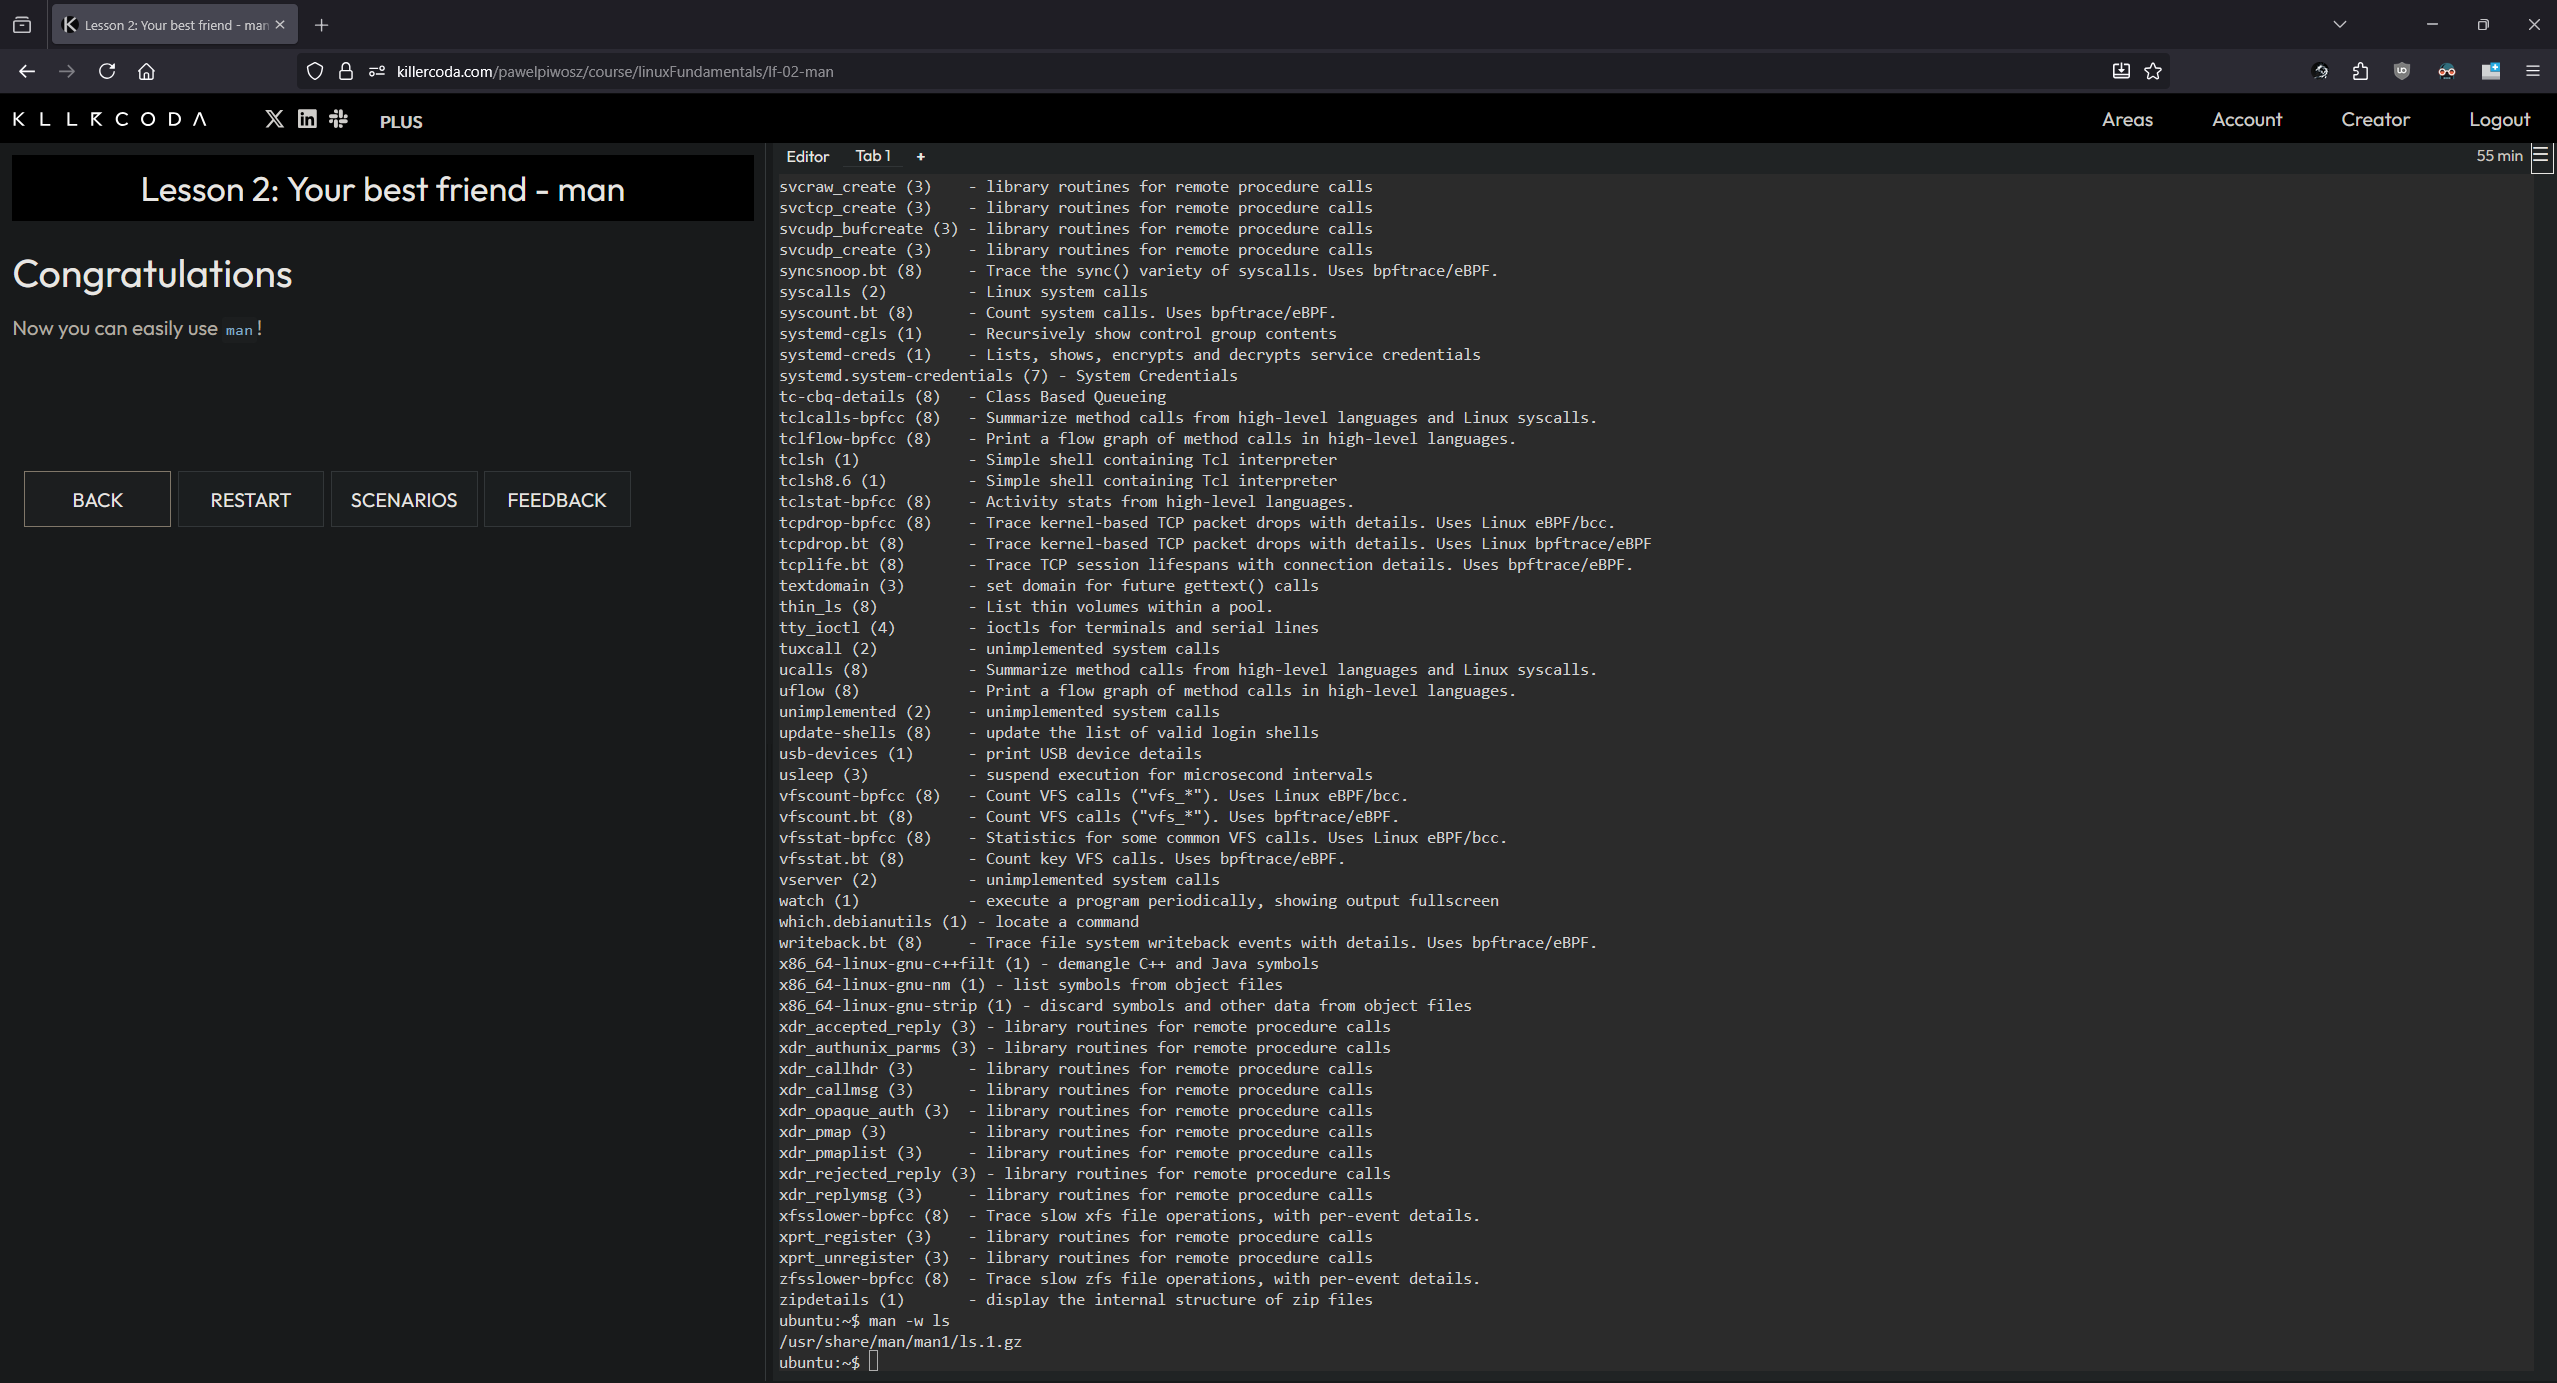 Lesson 2: Your best friend - man
killercoda.com/pawelpiwosz/course/linuxFundamentals/lf-02-man
KLLRCODA
PLUS
Areas
Account
Creator
Logout
Lesson 2: Your best friend - man
Congratulations
Now you can easily use man!
BACK
RESTART
SCENARIOS
FEEDBACK
Editor
Tab 1
+
55 min
svcraw_create (3)    - library routines for remote procedure calls
svctcp_create (3)    - library routines for remote procedure calls
svcudp_bufcreate (3) - library routines for remote procedure calls
svcudp_create (3)    - library routines for remote procedure calls
syncsnoop.bt (8)     - Trace the sync() variety of syscalls. Uses bpftrace/eBPF.
syscalls (2)         - Linux system calls
syscount.bt (8)      - Count system calls. Uses bpftrace/eBPF.
systemd-cgls (1)     - Recursively show control group contents
systemd-creds (1)    - Lists, shows, encrypts and decrypts service credentials
systemd.system-credentials (7) - System Credentials
tc-cbq-details (8)   - Class Based Queueing
tclcalls-bpfcc (8)   - Summarize method calls from high-level languages and Linux syscalls.
tclflow-bpfcc (8)    - Print a flow graph of method calls in high-level languages.
tclsh (1)            - Simple shell containing Tcl interpreter
tclsh8.6 (1)         - Simple shell containing Tcl interpreter
tclstat-bpfcc (8)    - Activity stats from high-level languages.
tcpdrop-bpfcc (8)    - Trace kernel-based TCP packet drops with details. Uses Linux eBPF/bcc.
tcpdrop.bt (8)       - Trace kernel-based TCP packet drops with details. Uses Linux bpftrace/eBPF
tcplife.bt (8)       - Trace TCP session lifespans with connection details. Uses bpftrace/eBPF.
textdomain (3)       - set domain for future gettext() calls
thin_ls (8)          - List thin volumes within a pool.
tty_ioctl (4)        - ioctls for terminals and serial lines
tuxcall (2)          - unimplemented system calls
ucalls (8)           - Summarize method calls from high-level languages and Linux syscalls.
uflow (8)            - Print a flow graph of method calls in high-level languages.
unimplemented (2)    - unimplemented system calls
update-shells (8)    - update the list of valid login shells
usb-devices (1)      - print USB device details
usleep (3)           - suspend execution for microsecond intervals
vfscount-bpfcc (8)   - Count VFS calls ("vfs_*"). Uses Linux eBPF/bcc.
vfscount.bt (8)      - Count VFS calls ("vfs_*"). Uses bpftrace/eBPF.
vfsstat-bpfcc (8)    - Statistics for some common VFS calls. Uses Linux eBPF/bcc.
vfsstat.bt (8)       - Count key VFS calls. Uses bpftrace/eBPF.
vserver (2)          - unimplemented system calls
watch (1)            - execute a program periodically, showing output fullscreen
which.debianutils (1) - locate a command
writeback.bt (8)     - Trace file system writeback events with details. Uses bpftrace/eBPF.
x86_64-linux-gnu-c++filt (1) - demangle C++ and Java symbols
x86_64-linux-gnu-nm (1) - list symbols from object files
x86_64-linux-gnu-strip (1) - discard symbols and other data from object files
xdr_accepted_reply (3) - library routines for remote procedure calls
xdr_authunix_parms (3) - library routines for remote procedure calls
xdr_callhdr (3)      - library routines for remote procedure calls
xdr_callmsg (3)      - library routines for remote procedure calls
xdr_opaque_auth (3)  - library routines for remote procedure calls
xdr_pmap (3)         - library routines for remote procedure calls
xdr_pmaplist (3)     - library routines for remote procedure calls
xdr_rejected_reply (3) - library routines for remote procedure calls
xdr_replymsg (3)     - library routines for remote procedure calls
xfsslower-bpfcc (8)  - Trace slow xfs file operations, with per-event details.
xprt_register (3)    - library routines for remote procedure calls
xprt_unregister (3)  - library routines for remote procedure calls
zfsslower-bpfcc (8)  - Trace slow zfs file operations, with per-event details.
zipdetails (1)       - display the internal structure of zip files
ubuntu:~$ man -w ls
/usr/share/man/man1/ls.1.gz
ubuntu:~$